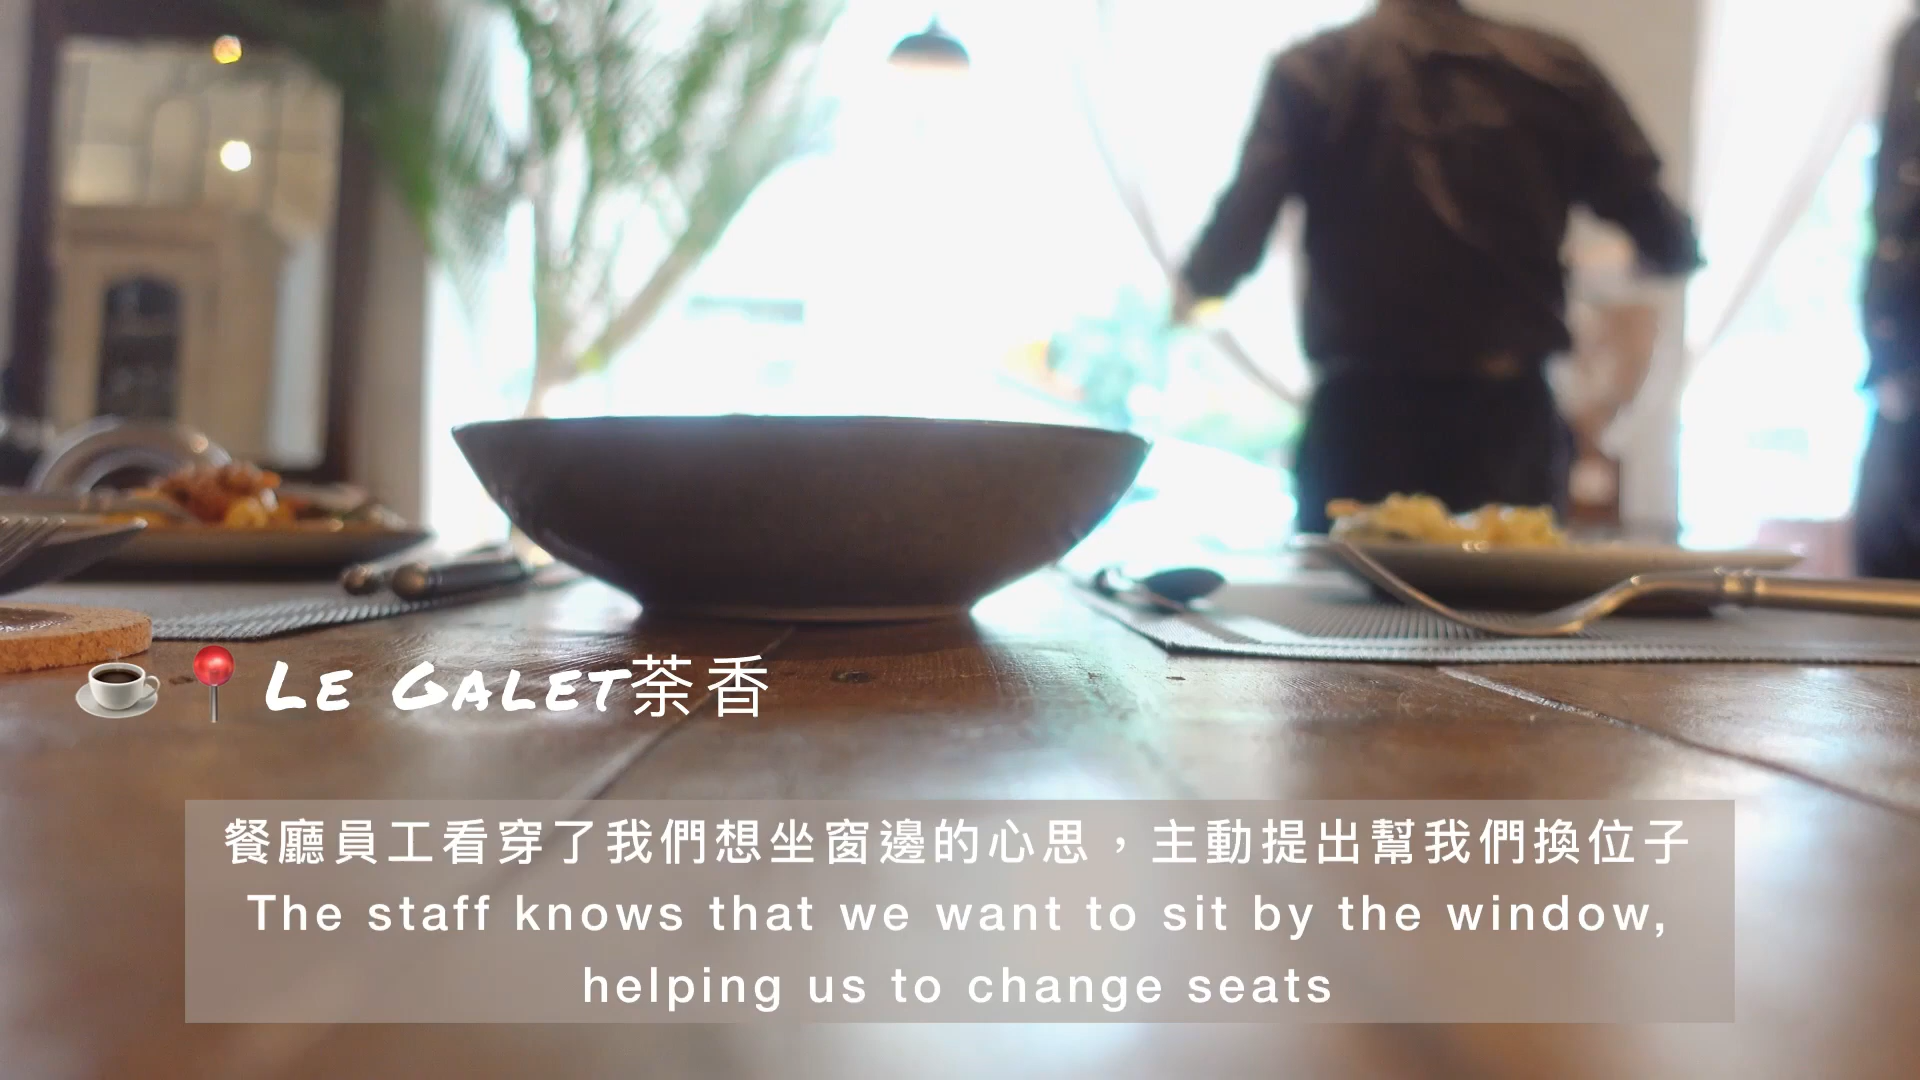 Le Galet荼香
餐廳員工看穿了我們想坐窗邊的心思，主動提出幫我們換位子
The staff knows that we want to sit by the window,
helping us to change seats